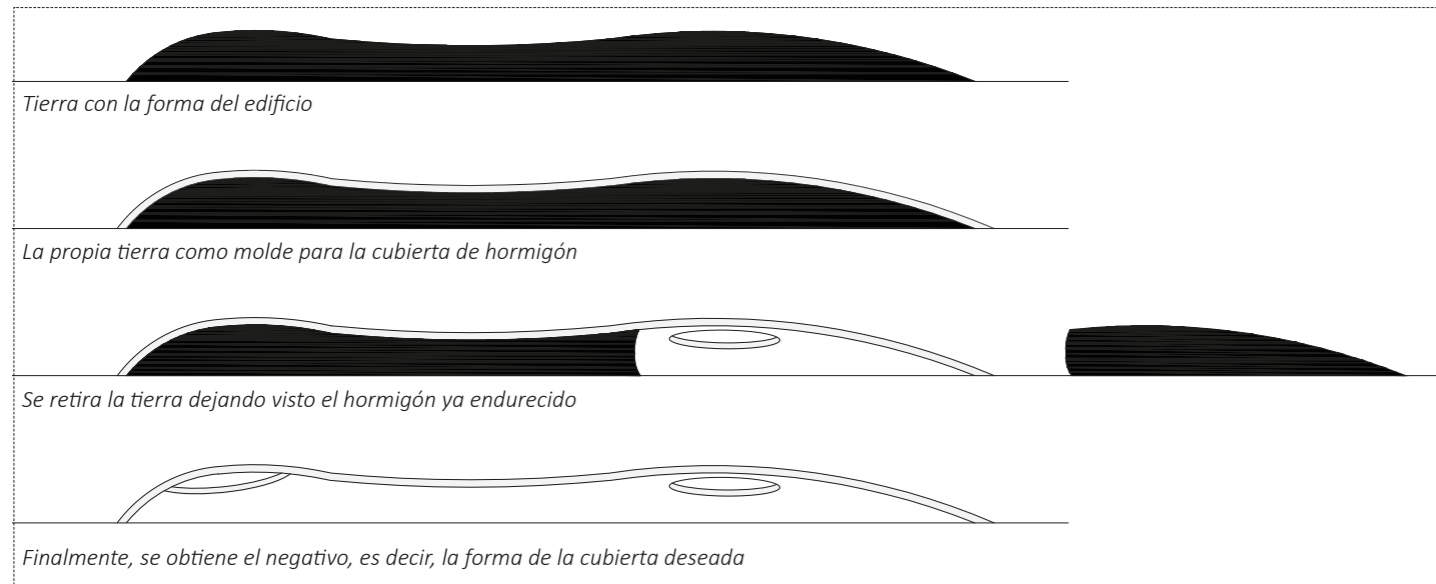 Tierra con la forma del edificio
La propia tierra como molde para la cubierta de hormigón
Se retira la tierra dejando visto el hormigón ya endurecido
Finalmente, se obtiene el negativo, es decir, la forma de la cubierta deseada